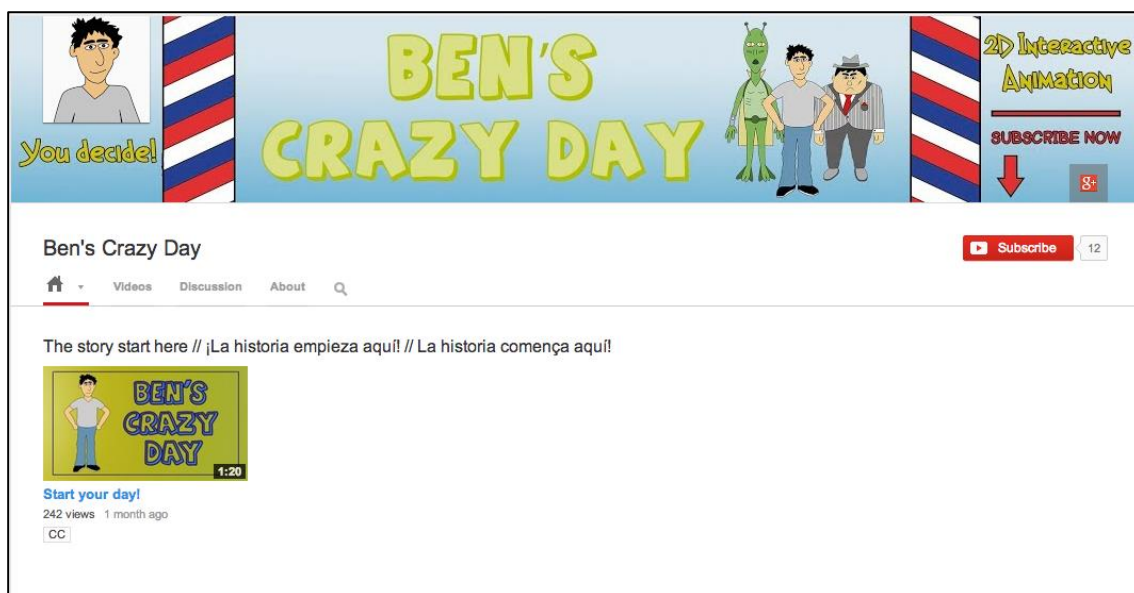 You decide!
BEN'S
CRAZY DAY
2D Interactive
Animation
SUBSCRIBE NOW
g+
Ben's Crazy Day
Subscribe 12
Videos Discussion About
The story start here // ¡La historia empieza aquí! // La historia comença aquí!
BEN'S
CRAZY
DAY
1:20
Start your day!
242 views 1 month ago
CC